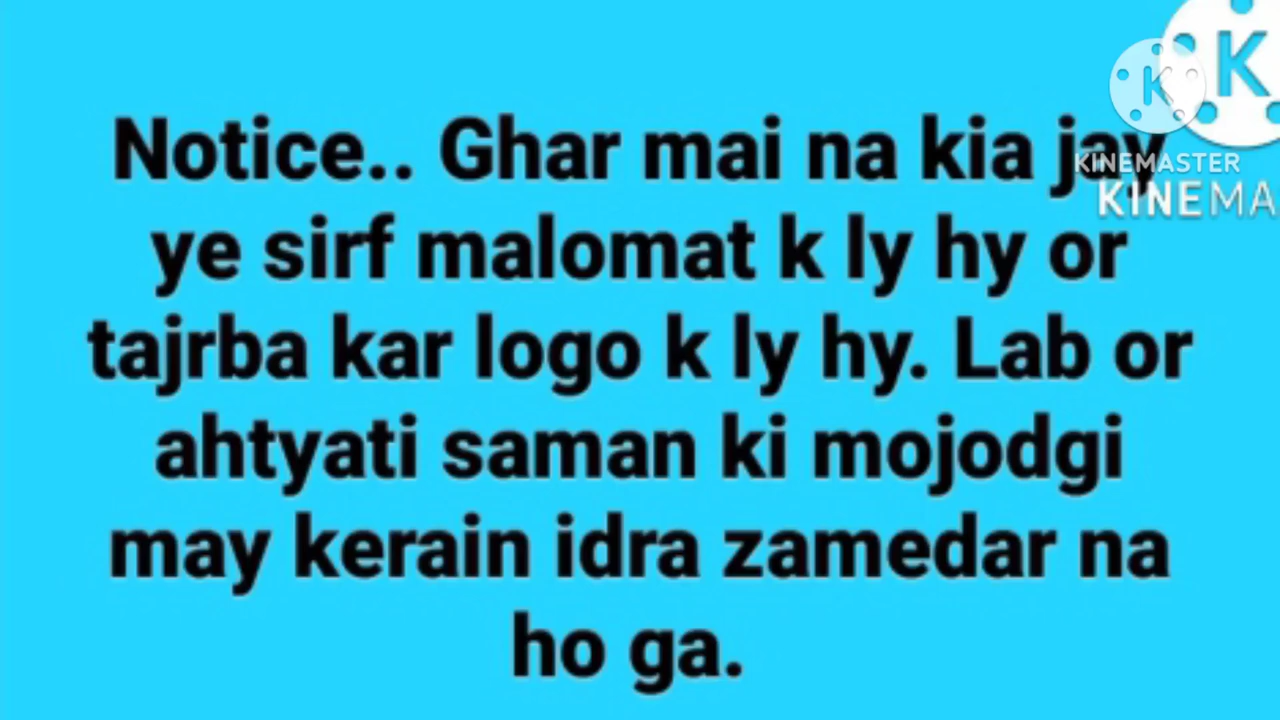 Notice.. Ghar mai na kia jay
ye sirf malomat k ly hy or
tajrba kar logo k ly hy. Lab or
ahtyati saman ki mojodgi
may kerain idra zamedar na
ho ga.
K
KINEMASTER
K
KINEMA